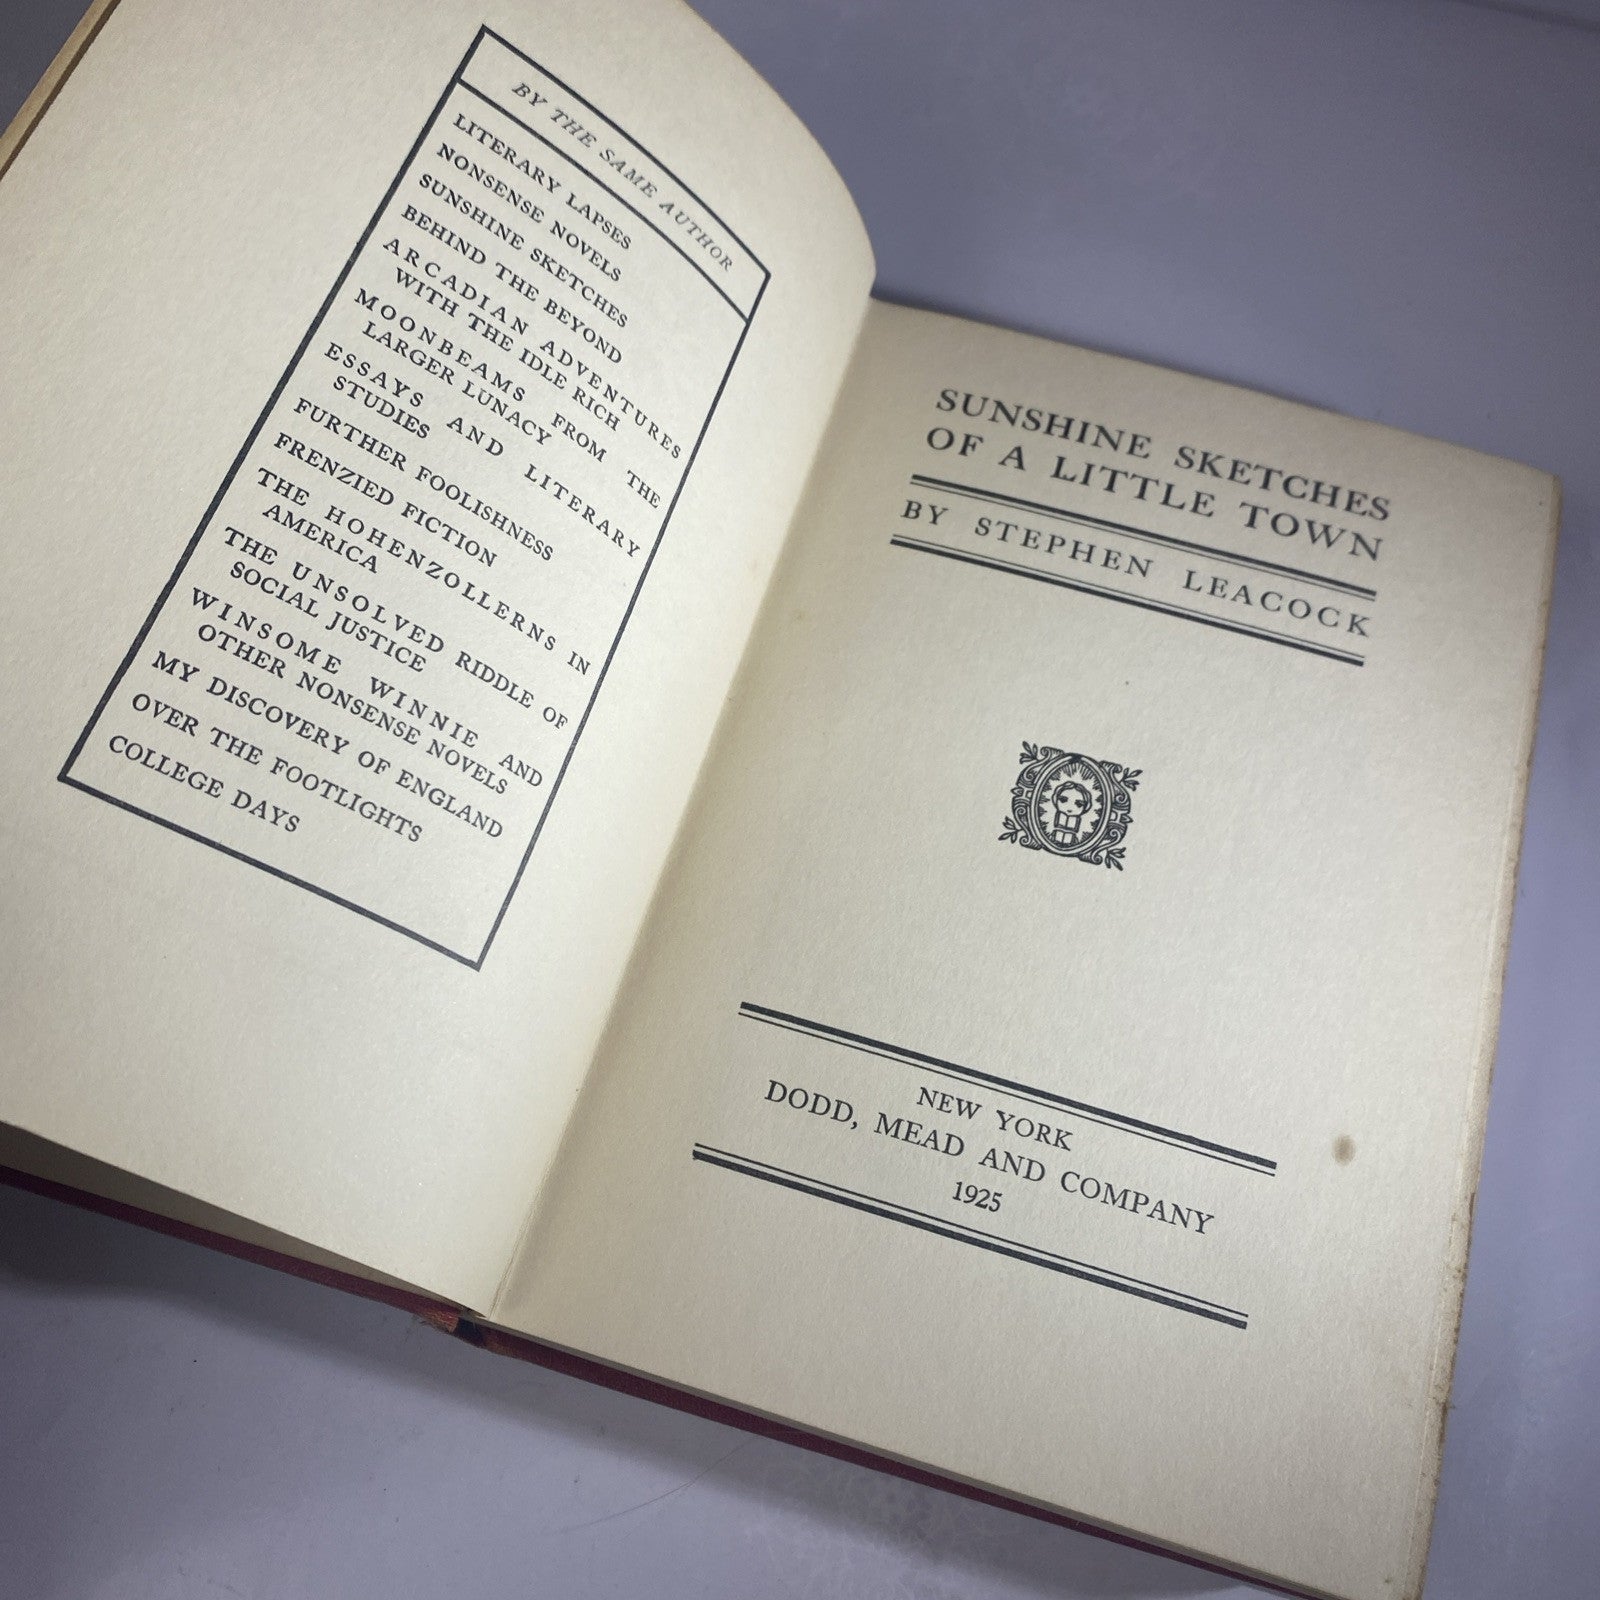 BY THE SAME AUTHOR
LITERARY LAPSES
NONSENSE NOVELS
SUNSHINE SKETCHES
BEHIND THE BEYOND
ARCADIAN ADVENTURES
WITH THE IDLE RICH
MOONBEAMS FROM THE
LARGER LUNACY
ESSAYS AND LITERARY
STUDIES
FURTHER FOOLISHNESS
FRENZIED FICTION
THE HOHENZOLLERNS IN
AMERICA
THE UNSOLVED RIDDLE OF
SOCIAL JUSTICE
WINSOME WINNIE AND
OTHER NONSENSE NOVELS
MY DISCOVERY OF ENGLAND
OVER THE FOOTLIGHTS
COLLEGE DAYS
SUNSHINE SKETCHES
OF A LITTLE TOWN
BY STEPHEN LEACOCK
NEW YORK
DODD, MEAD AND COMPANY
1925